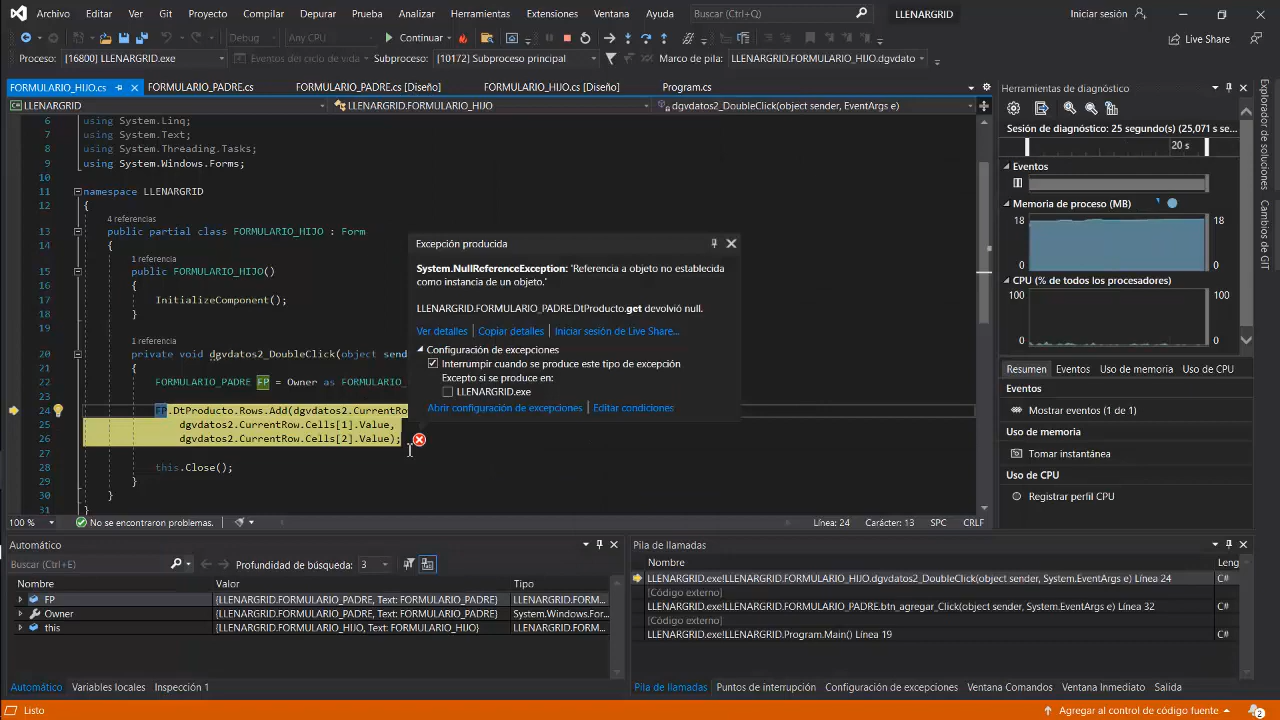 Archivo Editar Ver Git Proyecto Compilar Depurar Prueba Analizar Herramientas Extensiones Ventana Ayuda Buscar (Ctrl+Q) LLENARGRID Iniciar sesión
Debug Any CPU Continuar Live Share
Proceso: [16800] LLENARGRID.exe Eventos del ciclo de vida Subproceso: [10172] Subproceso principal Marco de pila: LLENARGRID.FORMULARIO_HIJO.dgvdato
FORMULARIO_HIJO.cs FORMULARIO_PADRE.cs FORMULARIO_PADRE.cs [Diseño] FORMULARIO_HIJO.cs [Diseño] Program.cs
LLENARGRID LLENARGRID.FORMULARIO_HIJO dgvdatos2_DoubleClick(object sender, EventArgs e)
6 using System.Linq;
7 using System.Text;
8 using System.Threading.Tasks;
9 using System.Windows.Forms;
10
11 namespace LLENARGRID
12 {
4 referencias
13 public partial class FORMULARIO_HIJO : Form
14 {
1 referencia
15 public FORMULARIO_HIJO()
16 {
17 InitializeComponent();
18 }
19
1 referencia
20 private void dgvdatos2_DoubleClick(object send
21 {
22 FORMULARIO_PADRE FP = Owner as FORMULARIO_
23
24 FP.DtProducto.Rows.Add(dgvdatos2.CurrentRo
25 dgvdatos2.CurrentRow.Cells[1].Value,
26 dgvdatos2.CurrentRow.Cells[2].Value);
27
28 this.Close();
29 }
30 }
31 }
Excepción producida
System.NullReferenceException: 'Referencia a objeto no establecida
como instancia de un objeto.'
LLENARGRID.FORMULARIO_PADRE.DtProducto.get devolvió null.
Ver detalles Copiar detalles Iniciar sesión de Live Share...
Configuración de excepciones
Interrumpir cuando se produce este tipo de excepción
Excepto si se produce en:
LLENARGRID.exe
Abrir configuración de excepciones Editar condiciones
100 % No se encontraron problemas. Línea: 24 Carácter: 13 SPC CRLF
Herramientas de diagnóstico
Sesión de diagnóstico: 25 segundo(s) (25,071 s se...
20 s
Eventos
Memoria de proceso (MB)
18 18
0 0
CPU (% de todos los procesadores)
100 100
0 0
Resumen Eventos Uso de memoria Uso de CPU
Eventos
Mostrar eventos (1 de 1)
Uso de memoria
Tomar instantánea
Uso de CPU
Registrar perfil CPU
Explorador de soluciones
Cambios de GIT
Automático
Buscar (Ctrl+E) Profundidad de búsqueda: 3
Nombre Valor Tipo
FP {LLENARGRID.FORMULARIO_PADRE, Text: FORMULARIO_PADRE} LLENARGRID.FORM...
Owner {LLENARGRID.FORMULARIO_PADRE, Text: FORMULARIO_PADRE} System.Windows.For...
this {LLENARGRID.FORMULARIO_HIJO, Text: FORMULARIO_HIJO} LLENARGRID.FORM...
Automático Variables locales Inspección 1
Pila de llamadas
Nombre Leng
LLENARGRID.exe!LLENARGRID.FORMULARIO_HIJO.dgvdatos2_DoubleClick(object sender, System.EventArgs e) Línea 24 C#
[Código externo]
LLENARGRID.exe!LLENARGRID.FORMULARIO_PADRE.btn_agregar_Click(object sender, System.EventArgs e) Línea 32 C#
[Código externo]
LLENARGRID.exe!LLENARGRID.Program.Main() Línea 19 C#
Pila de llamadas Puntos de interrupción Configuración de excepciones Ventana Comandos Ventana Inmediato Salida
Listo Agregar al control de código fuente 2